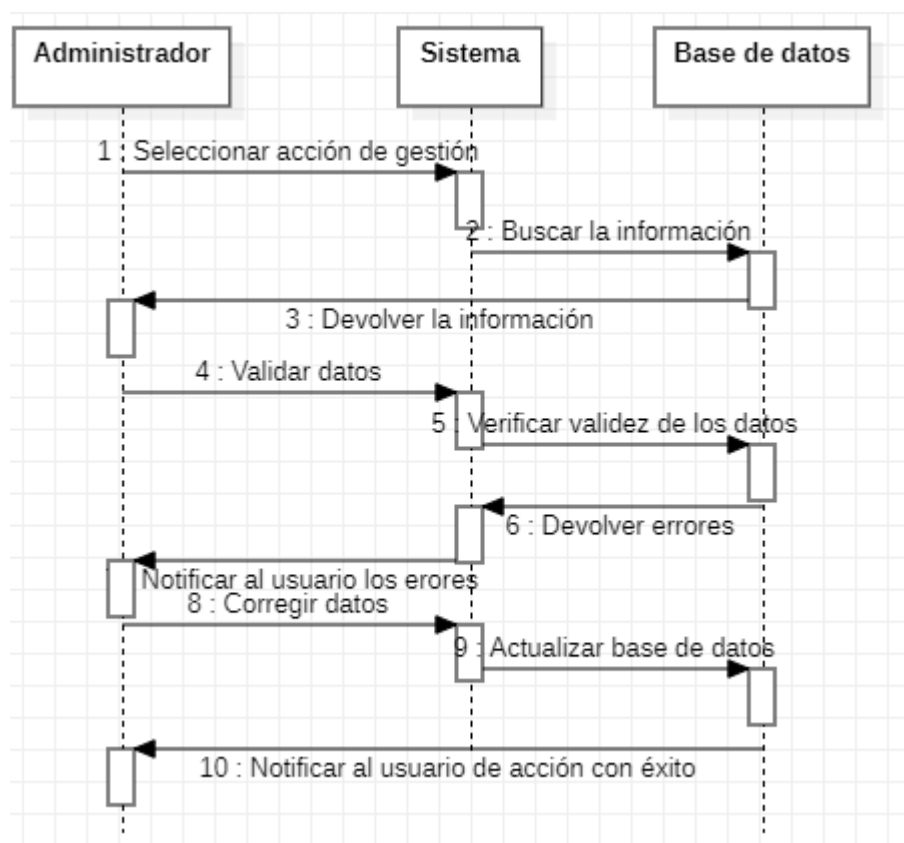 Administrador
Sistema
Base de datos
1 : Seleccionar acción de gestión
2 : Buscar la información
3 : Devolver la información
4 : Validar datos
5 : Verificar validez de los datos
6 : Devolver errores
Notificar al usuario los erores
8 : Corregir datos
9 : Actualizar base de datos
10 : Notificar al usuario de acción con éxito